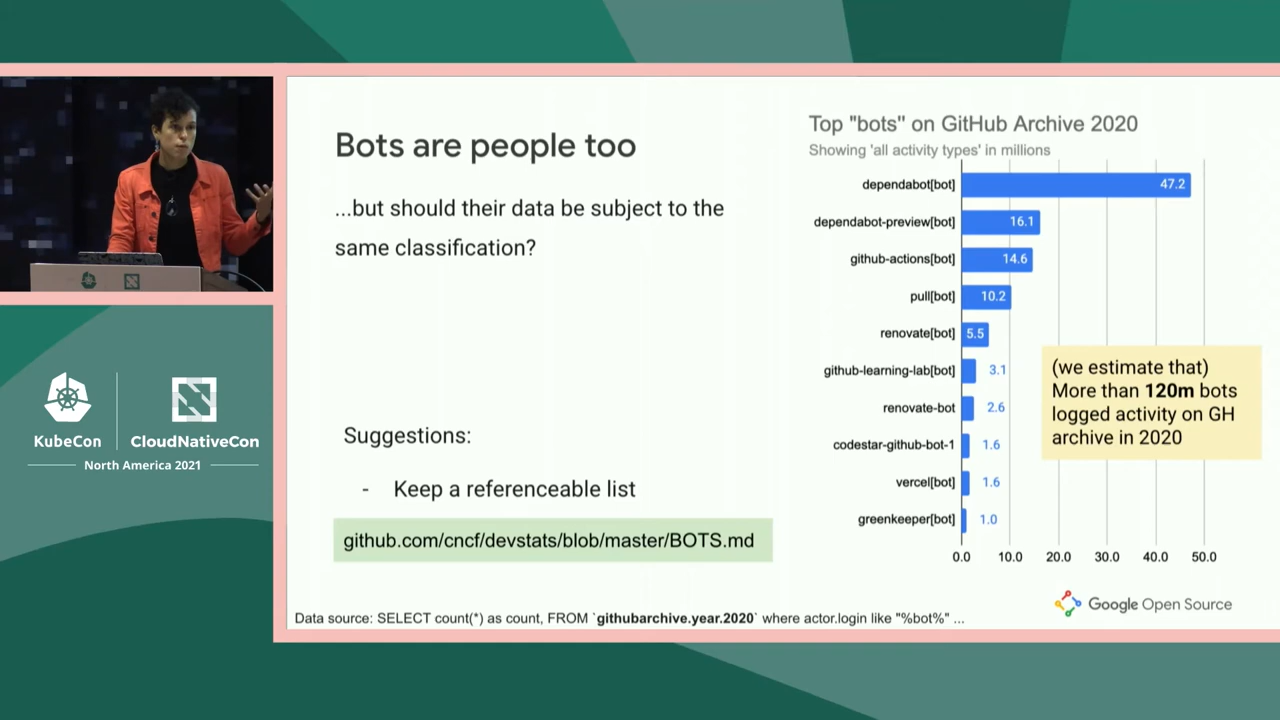 Bots are people too
...but should their data be subject to the
same classification?
Suggestions:
- Keep a referenceable list
github.com/cncf/devstats/blob/master/BOTS.md
Top "bots" on GitHub Archive 2020
Showing 'all activity types' in millions
dependabot[bot] 47.2
dependabot-preview[bot] 16.1
github-actions[bot] 14.6
pull[bot] 10.2
renovate[bot] 5.5
github-learning-lab[bot] 3.1
renovate-bot 2.6
codestar-github-bot-1 1.6
vercel[bot] 1.6
greenkeeper[bot] 1.0
0.0 10.0 20.0 30.0 40.0 50.0
(we estimate that)
More than 120m bots
logged activity on GH
archive in 2020
Google Open Source
Data source: SELECT count(*) as count, FROM `githubarchive.year.2020` where actor.login like "%bot%" ...
KubeCon CloudNativeCon
North America 2021